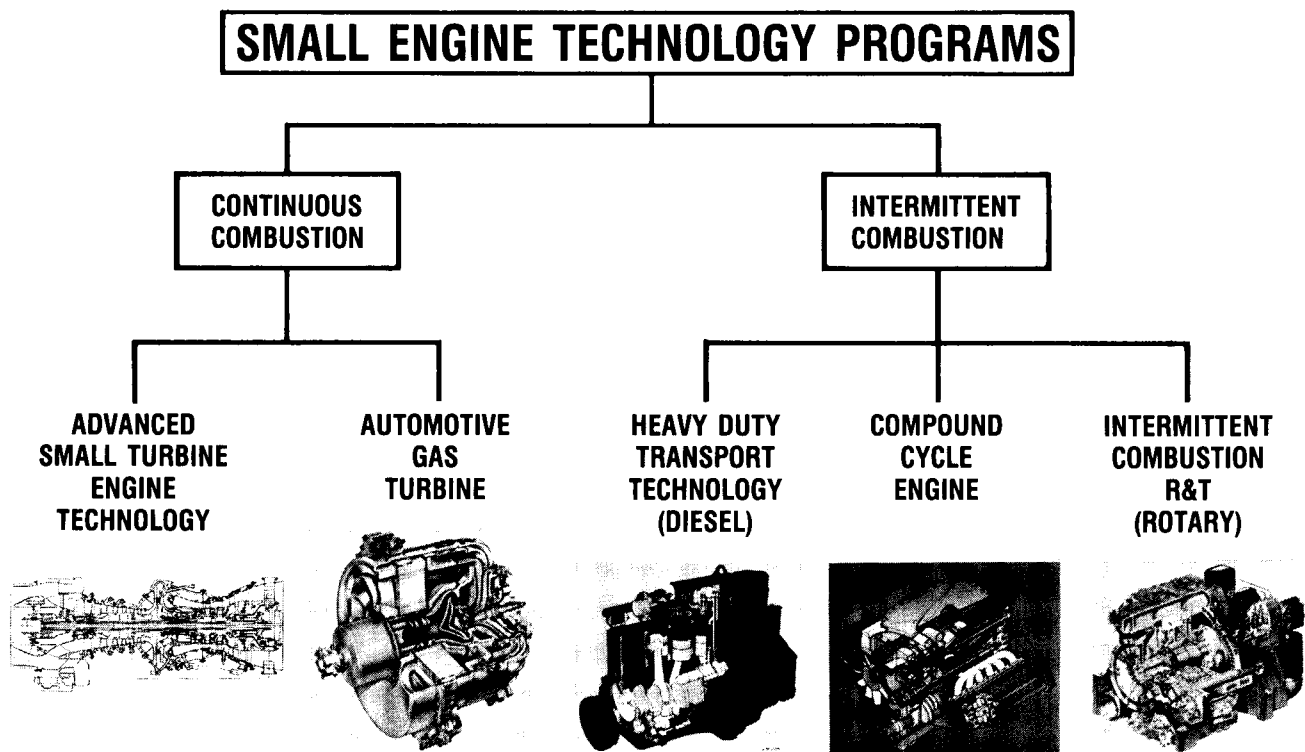 SMALL ENGINE TECHNOLOGY PROGRAMS
CONTINUOUS
COMBUSTION
INTERMITTENT
COMBUSTION
ADVANCED
SMALL TURBINE
ENGINE
TECHNOLOGY
AUTOMOTIVE
GAS
TURBINE
HEAVY DUTY
TRANSPORT
TECHNOLOGY
(DIESEL)
COMPOUND
CYCLE
ENGINE
INTERMITTENT
COMBUSTION
R&T
(ROTARY)